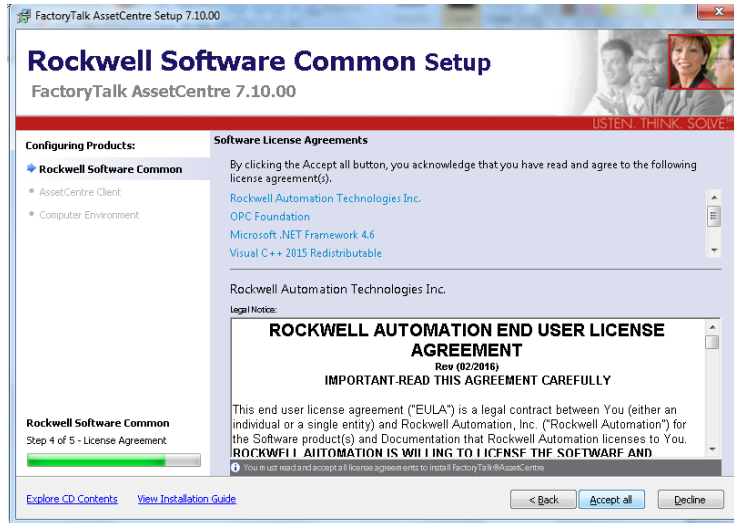 FactoryTalk AssetCentre Setup 7.10.00
Rockwell Software Common Setup
FactoryTalk AssetCentre 7.10.00
LISTEN. THINK. SOLVE.℠
Configuring Products:
Rockwell Software Common
AssetCentre Client
Computer Environment
Software License Agreements
By clicking the Accept all button, you acknowledge that you have read and agree to the following
license agreement(s).
Rockwell Automation Technologies Inc.
OPC Foundation
Microsoft .NET Framework 4.6
Visual C++ 2015 Redistributable
Rockwell Automation Technologies Inc.
Legal Notice:
ROCKWELL AUTOMATION END USER LICENSE
AGREEMENT
Rev (02/2016)
IMPORTANT-READ THIS AGREEMENT CAREFULLY
This end user license agreement ("EULA") is a legal contract between You (either an
individual or a single entity) and Rockwell Automation, Inc. ("Rockwell Automation") for
the Software product(s) and Documentation that Rockwell Automation licenses to You.
ROCKWELL AUTOMATION IS WILLING TO LICENSE THE SOFTWARE AND
You must read and accept all license agreements to install FactoryTalk®AssetCentre
Rockwell Software Common
Step 4 of 5 - License Agreement
Explore CD Contents
View Installation Guide
< Back
Accept all
Decline